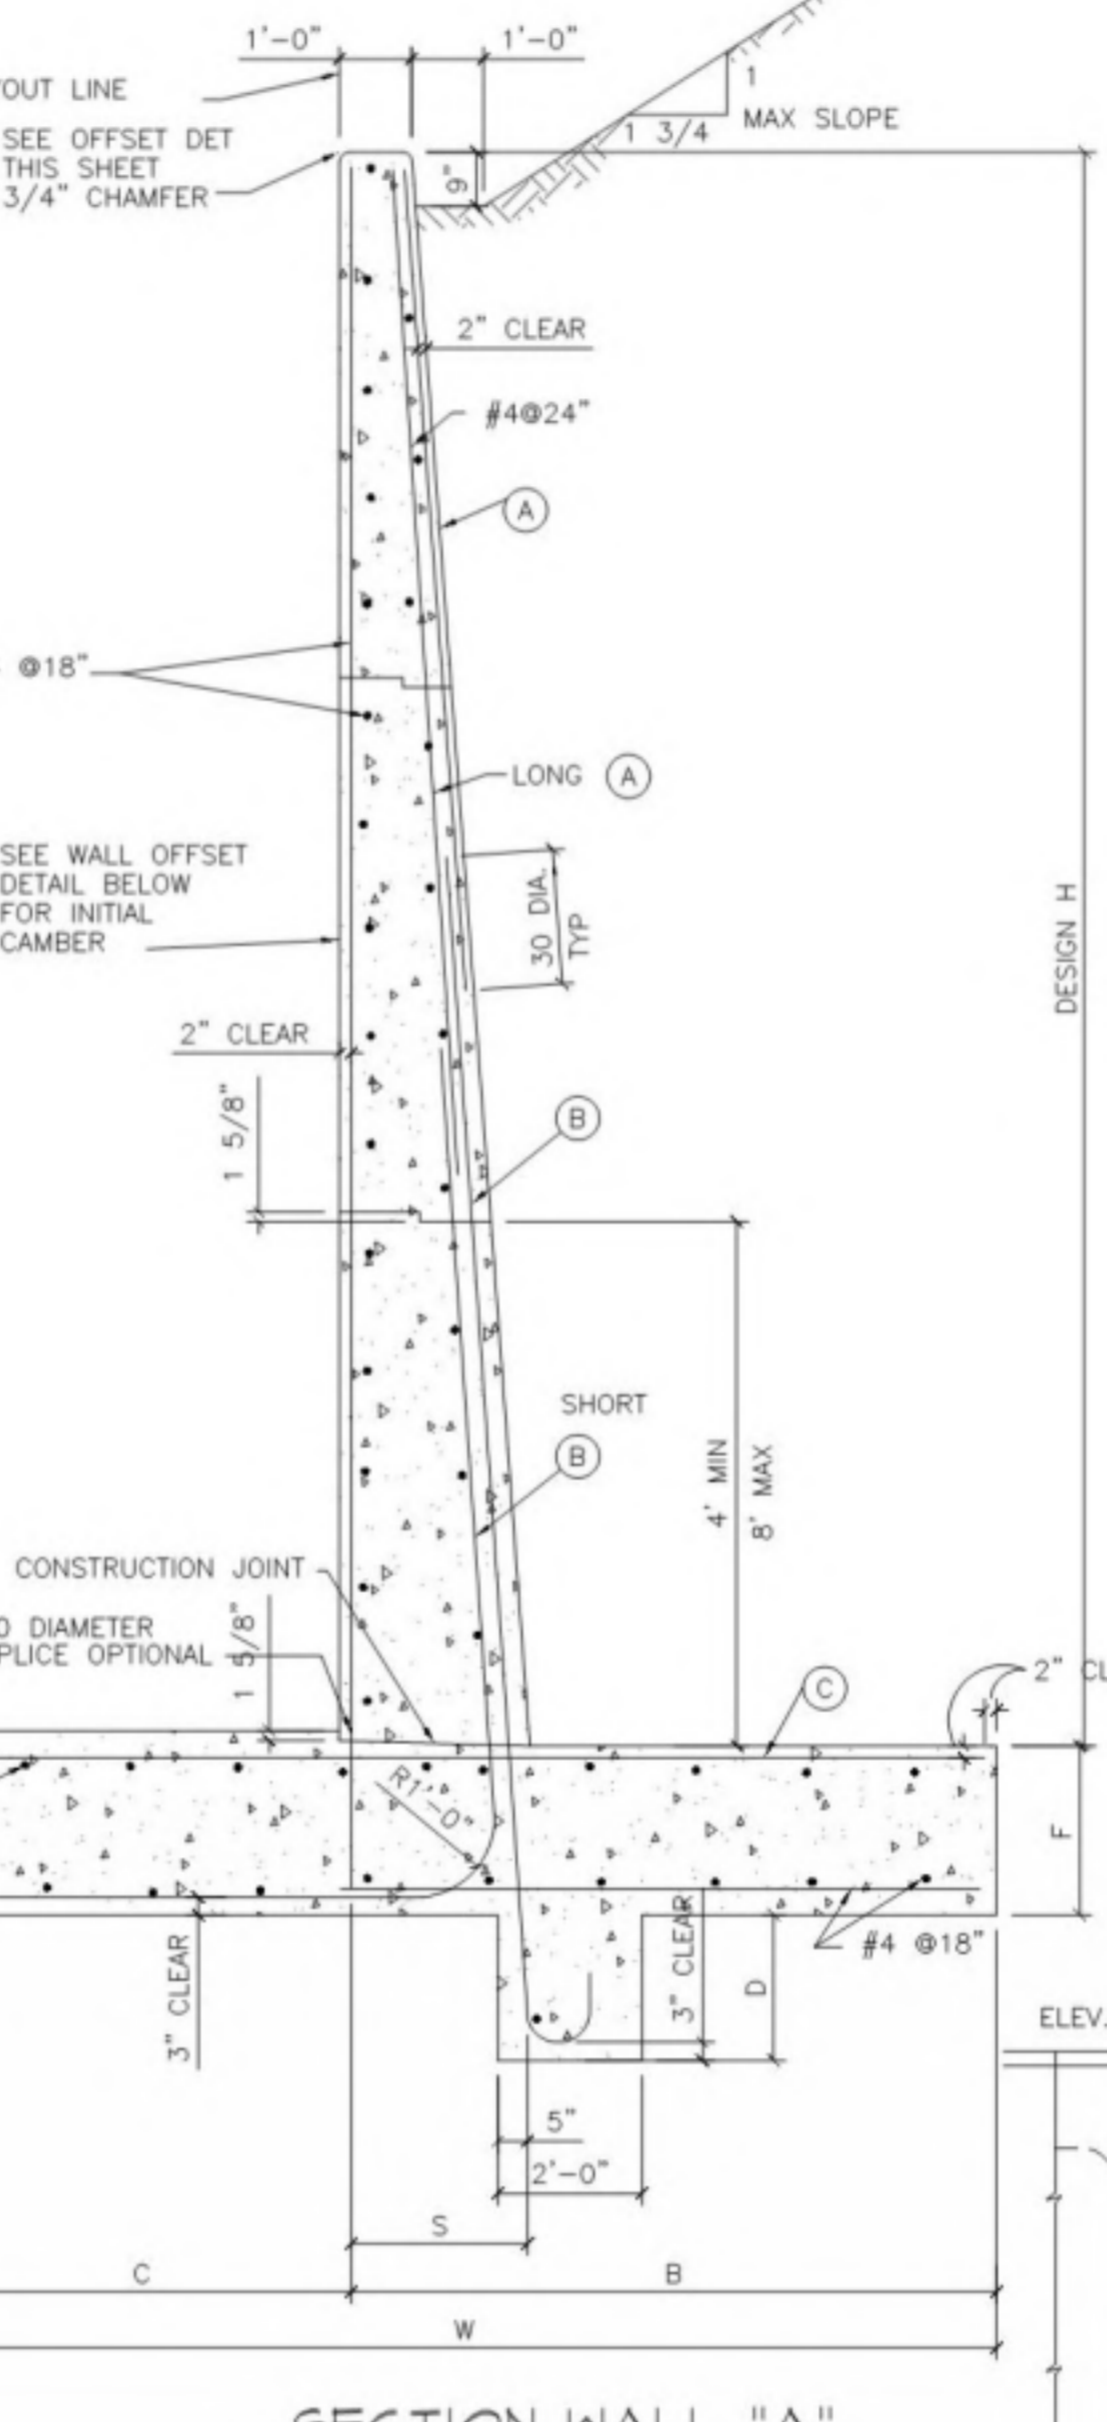 1'-0" 1'-0"
OUT LINE
1
1 3/4 MAX SLOPE
SEE OFFSET DET
THIS SHEET
3/4" CHAMFER
9"
2" CLEAR
#4@24"
A
@18"
LONG A
SEE WALL OFFSET
DETAIL BELOW
FOR INITIAL
CAMBER
30 DIA.
TYP
DESIGN H
2" CLEAR
1 5/8"
B
SHORT
B
4' MIN
8' MAX
CONSTRUCTION JOINT
DIAMETER
PLICE OPTIONAL
1 5/8"
C
2" CL
R1'-0"
F
3" CLEAR
3" CLEAR
D
#4 @18"
ELEV.
5"
2'-0"
S
C B
W
SECTION WALL "A"